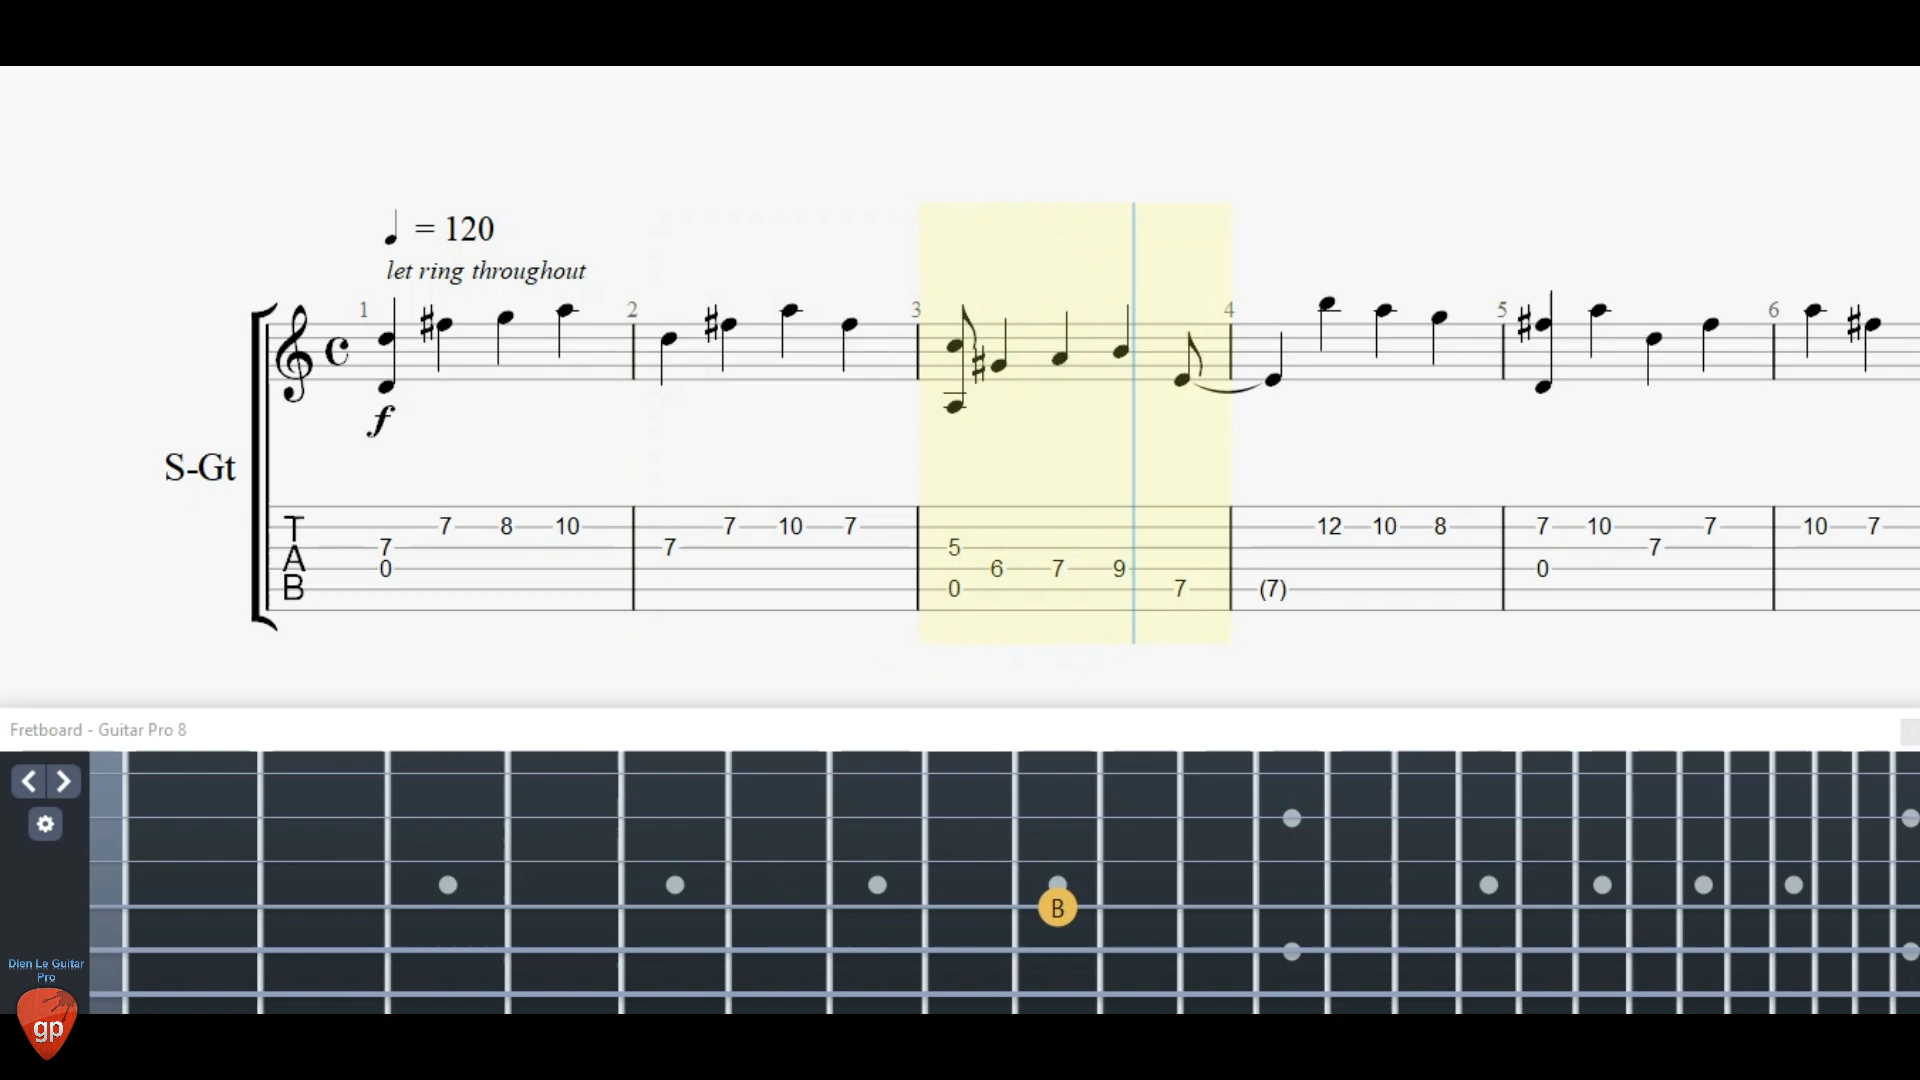 = 120
let ring throughout
1 2 3 4 5 6
f
S-Gt
T 7 8 10 7 10 7 12 10 8 7 10 7 10 7
7 7 5 7
A 0 6 7 9 0
B 0 7 (7)
Fretboard - Guitar Pro 8
B
Dien Le Guitar
Pro
gp